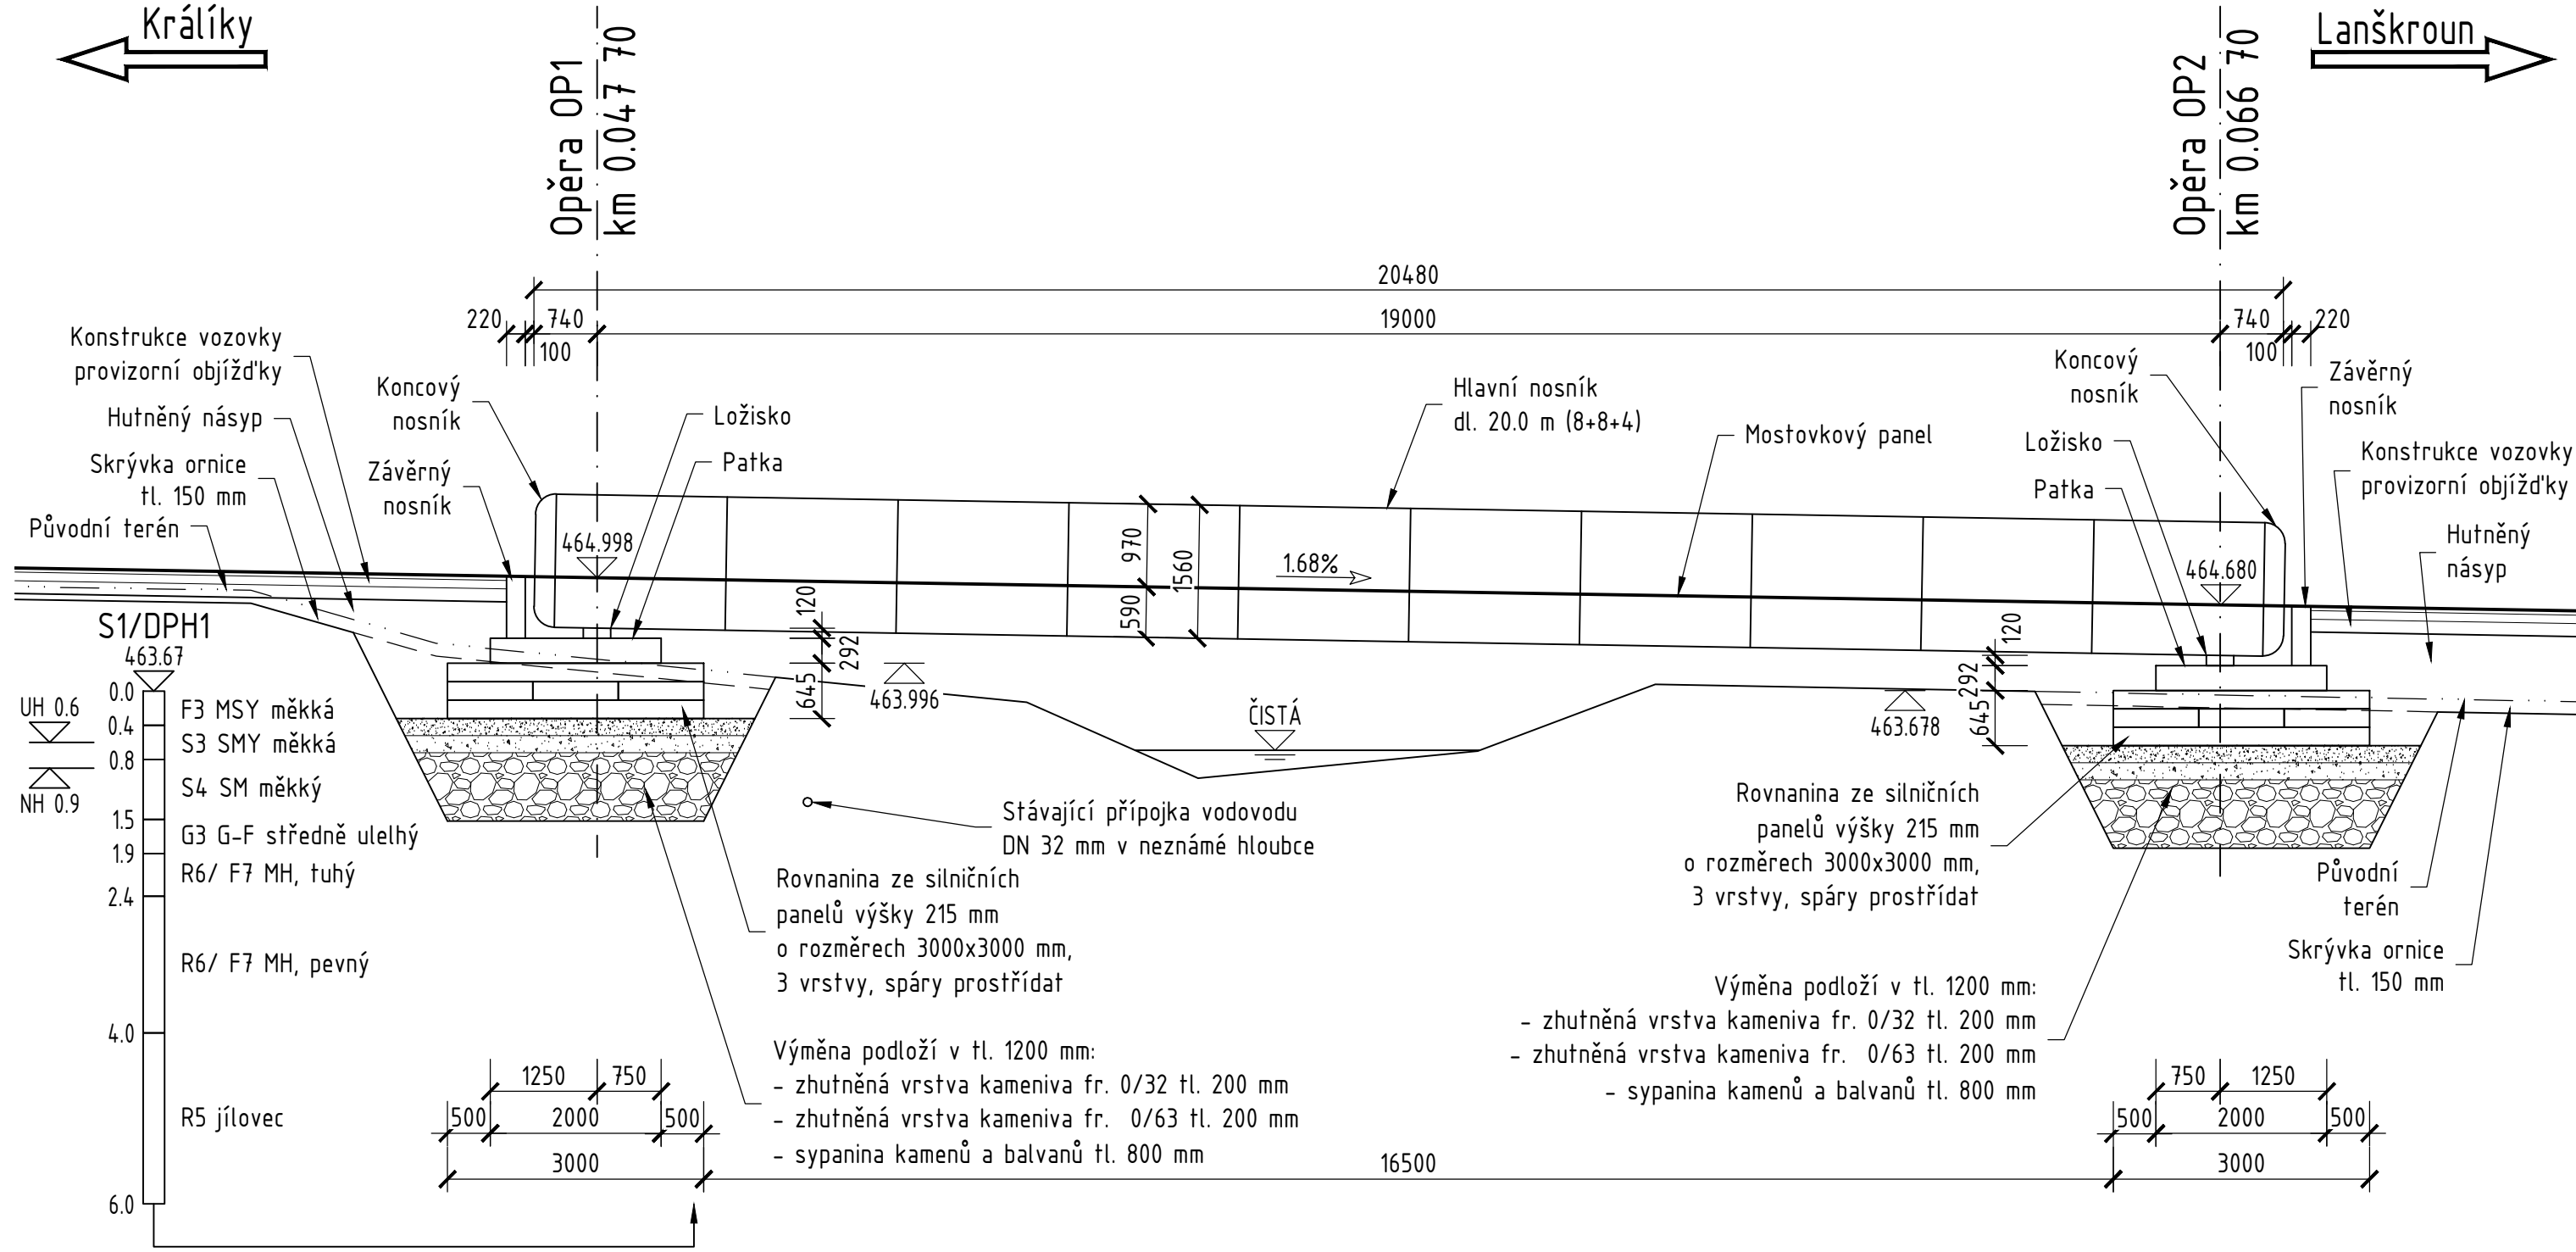 Králíky
Lanškroun
Opěra OP1
km 0.047 70
Opěra OP2
km 0.066 70
20480
220
740
19000
740
220
100
100
Konstrukce vozovky
provizorní objížďky
Hutněný násyp
Skrývka ornice
tl. 150 mm
Původní terén
Koncový
nosník
Závěrný
nosník
Ložisko
Patka
Hlavní nosník
dl. 20.0 m (8+8+4)
Mostovkový panel
Koncový
nosník
Ložisko
Patka
Závěrný
nosník
Konstrukce vozovky
provizorní objížďky
Hutněný
násyp
464.998
970
1560
590
1.68%
464.680
120
292
645
463.996
ČISTÁ
120
292
645
463.678
S1/DPH1
463.67
UH 0.6
NH 0.9
0.0
F3 MSY měkká
0.4
S3 SMY měkká
0.8
S4 SM měkký
1.5
G3 G-F středně ulelhý
1.9
R6/ F7 MH, tuhý
2.4
R6/ F7 MH, pevný
4.0
R5 jílovec
6.0
Stávající přípojka vodovodu
DN 32 mm v neznámé hloubce
Rovnanina ze silničních
panelů výšky 215 mm
o rozměrech 3000x3000 mm,
3 vrstvy, spáry prostřídat
Výměna podloží v tl. 1200 mm:
- zhutněná vrstva kameniva fr. 0/32 tl. 200 mm
- zhutněná vrstva kameniva fr. 0/63 tl. 200 mm
- sypanina kamenů a balvanů tl. 800 mm
Rovnanina ze silničních
panelů výšky 215 mm
o rozměrech 3000x3000 mm,
3 vrstvy, spáry prostřídat
Výměna podloží v tl. 1200 mm:
- zhutněná vrstva kameniva fr. 0/32 tl. 200 mm
- zhutněná vrstva kameniva fr. 0/63 tl. 200 mm
- sypanina kamenů a balvanů tl. 800 mm
Původní
terén
Skrývka ornice
tl. 150 mm
1250
750
500
2000
500
3000
16500
750
1250
500
2000
500
3000